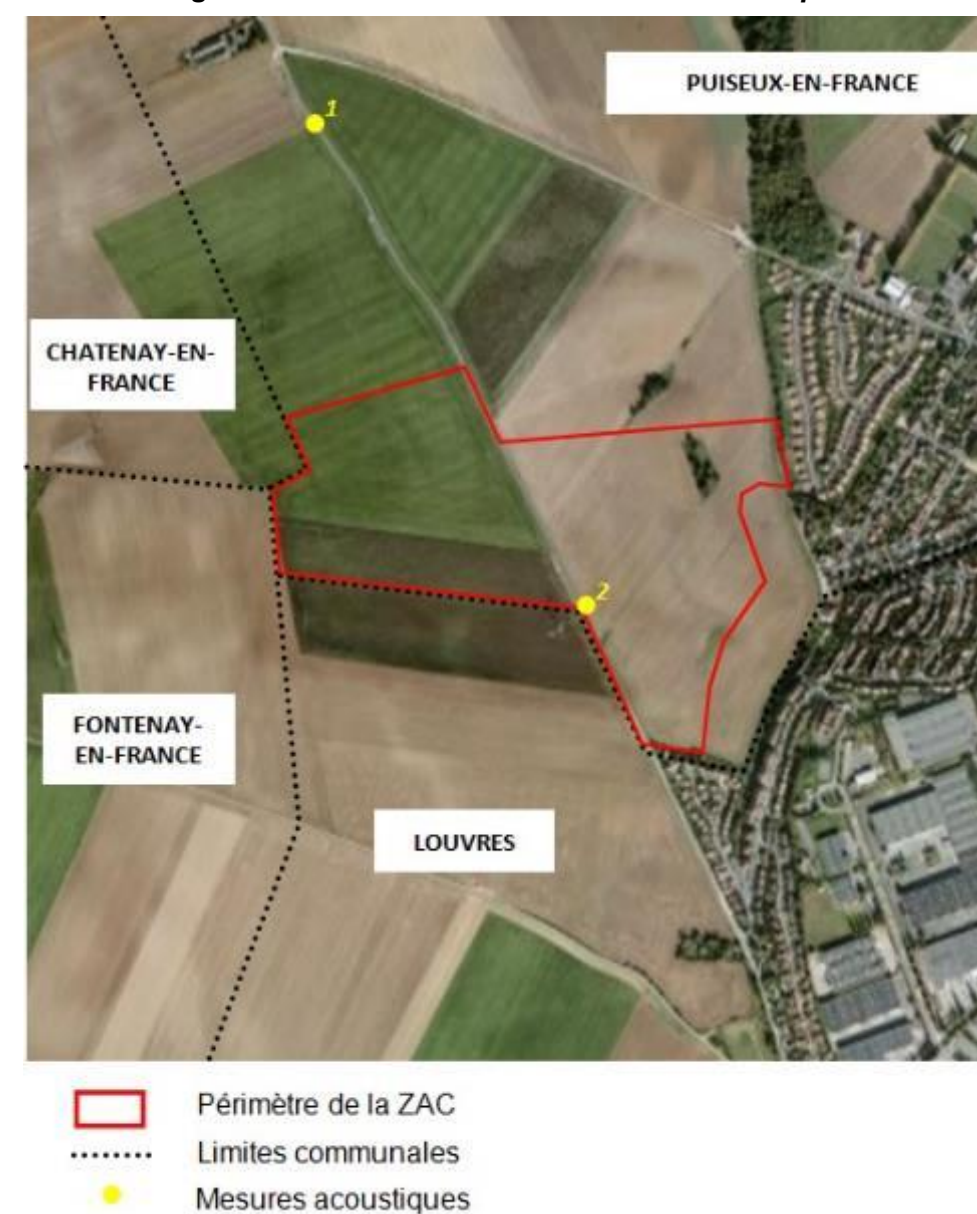 PUISEUX-EN-FRANCE
1
CHATENAY-EN-
FRANCE
2
FONTENAY-
EN-FRANCE
LOUVRES
Périmètre de la ZAC
Limites communales
Mesures acoustiques